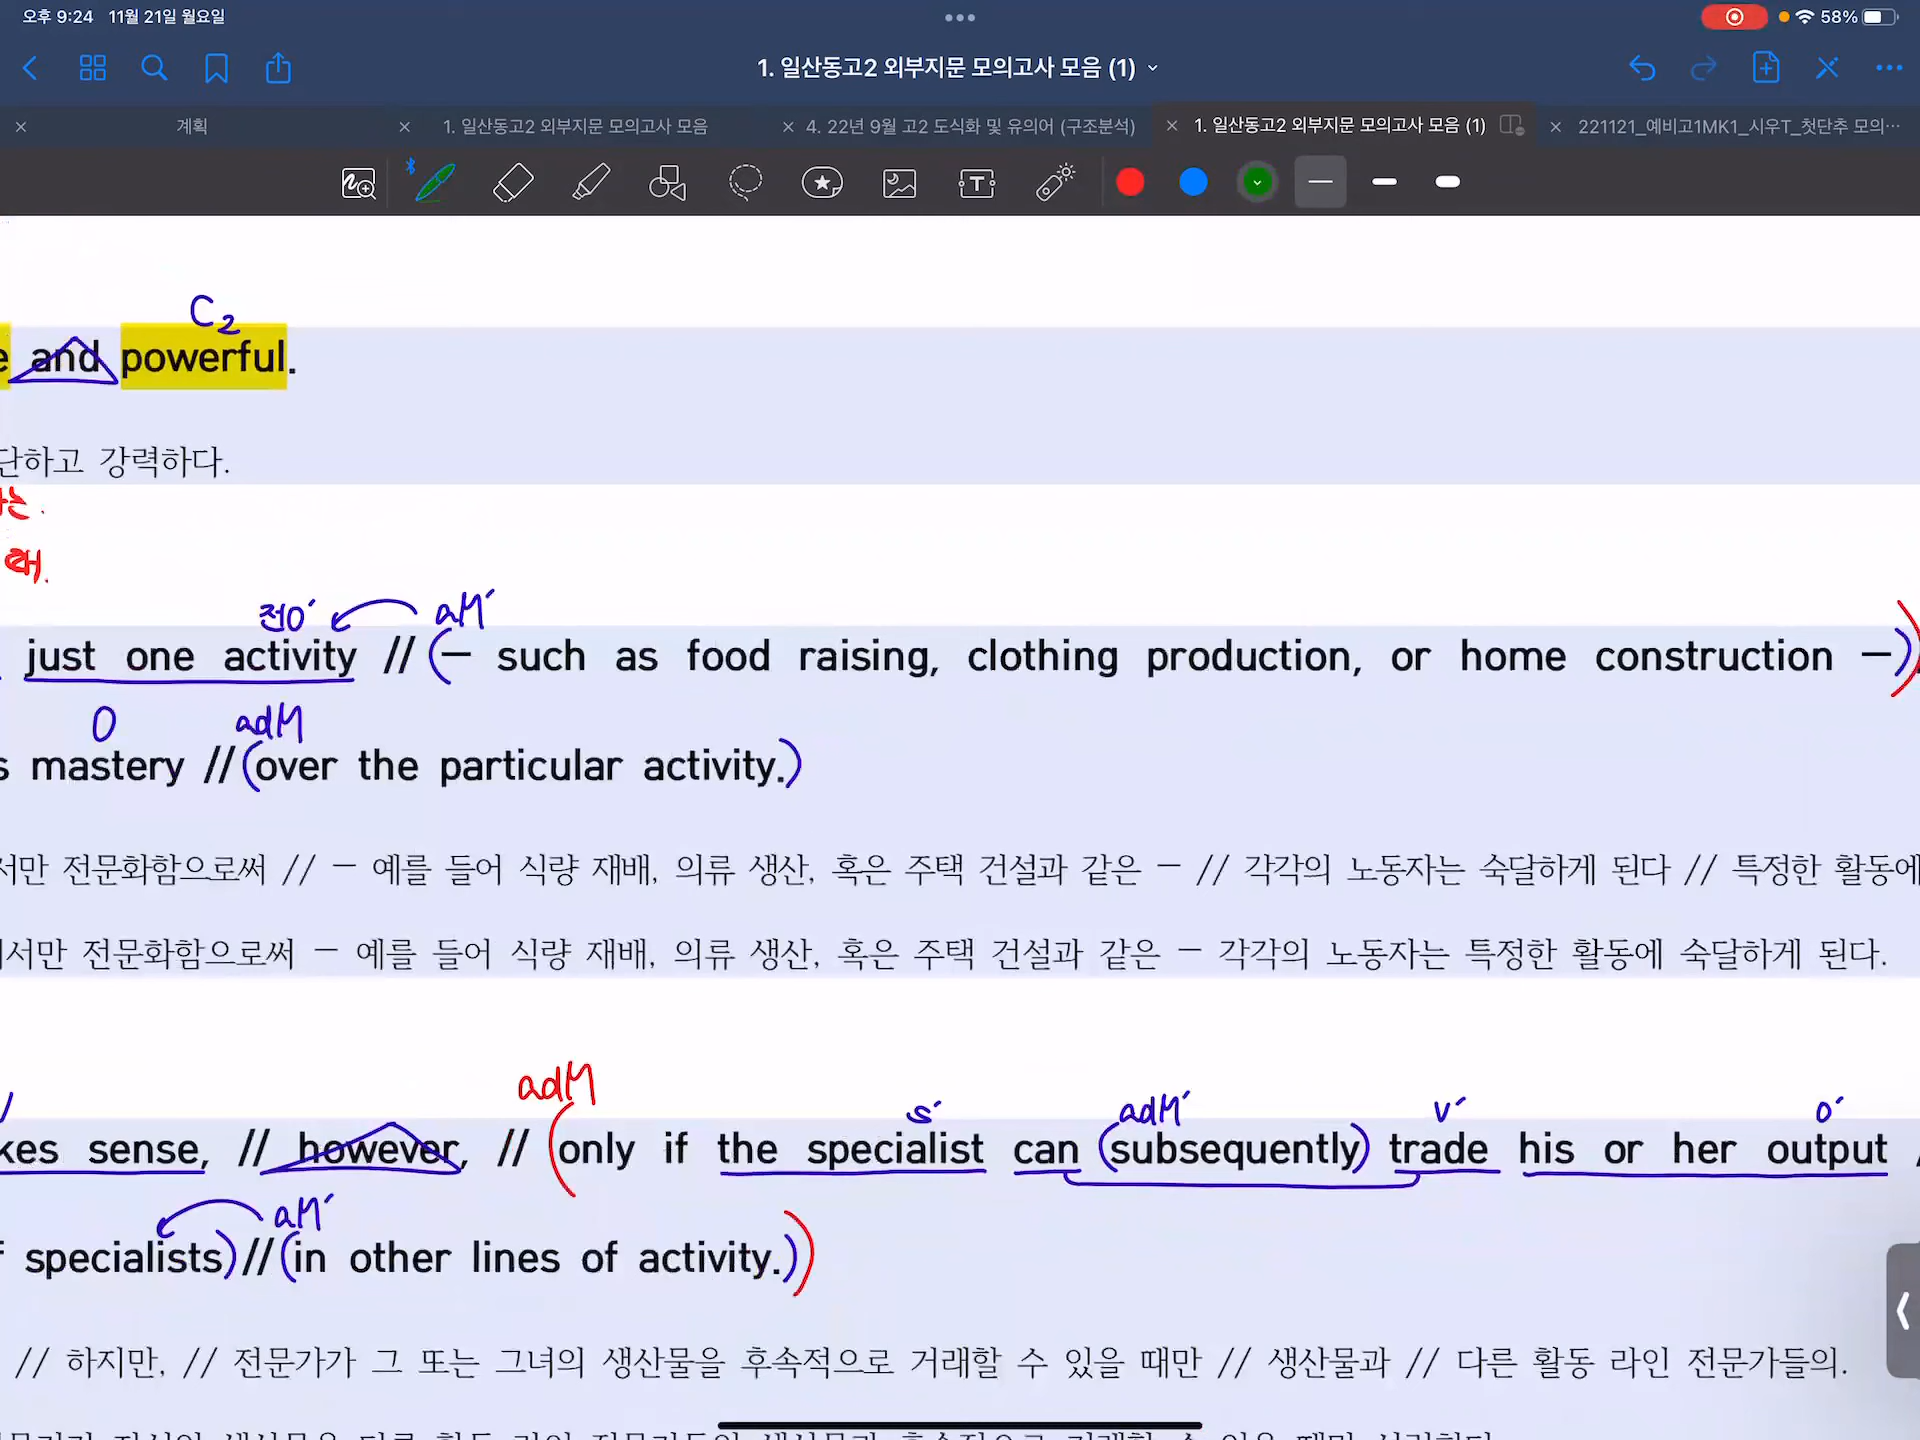 오후 9:24 11월 21일 월요일
58%
1. 일산동고2 외부지문 모의고사 모음 (1)
계획
1. 일산동고2 외부지문 모의고사 모음
4. 22년 9월 고2 도식화 및 유의어 (구조분석)
1. 일산동고2 외부지문 모의고사 모음 (1)
221121_예비고1MK1_시우T_첫단추 모의…
C2
and powerful.
단하고 강력하다.
전O' aM'
just one activity // (– such as food raising, clothing production, or home construction –)
O adM
s mastery // (over the particular activity.)
서만 전문화함으로써 // – 예를 들어 식량 재배, 의류 생산, 혹은 주택 건설과 같은 – // 각각의 노동자는 숙달하게 된다 // 특정한 활동에
서만 전문화함으로써 – 예를 들어 식량 재배, 의류 생산, 혹은 주택 건설과 같은 – 각각의 노동자는 특정한 활동에 숙달하게 된다.
adM s' adM' v' o'
kes sense, // however, // (only if the specialist can (subsequently) trade his or her output
aM'
specialists) // (in other lines of activity.))
// 하지만, // 전문가가 그 또는 그녀의 생산물을 후속적으로 거래할 수 있을 때만 // 생산물과 // 다른 활동 라인 전문가들의.